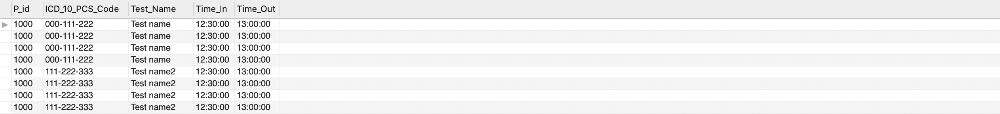 P_id ICD_10_PCS_Code Test_Name Time_In Time_Out
1000 000-111-222 Test name 12:30:00 13:00:00
1000 000-111-222 Test name 12:30:00 13:00:00
1000 000-111-222 Test name 12:30:00 13:00:00
1000 000-111-222 Test name 12:30:00 13:00:00
1000 111-222-333 Test name2 12:30:00 13:00:00
1000 111-222-333 Test name2 12:30:00 13:00:00
1000 111-222-333 Test name2 12:30:00 13:00:00
1000 111-222-333 Test name2 12:30:00 13:00:00